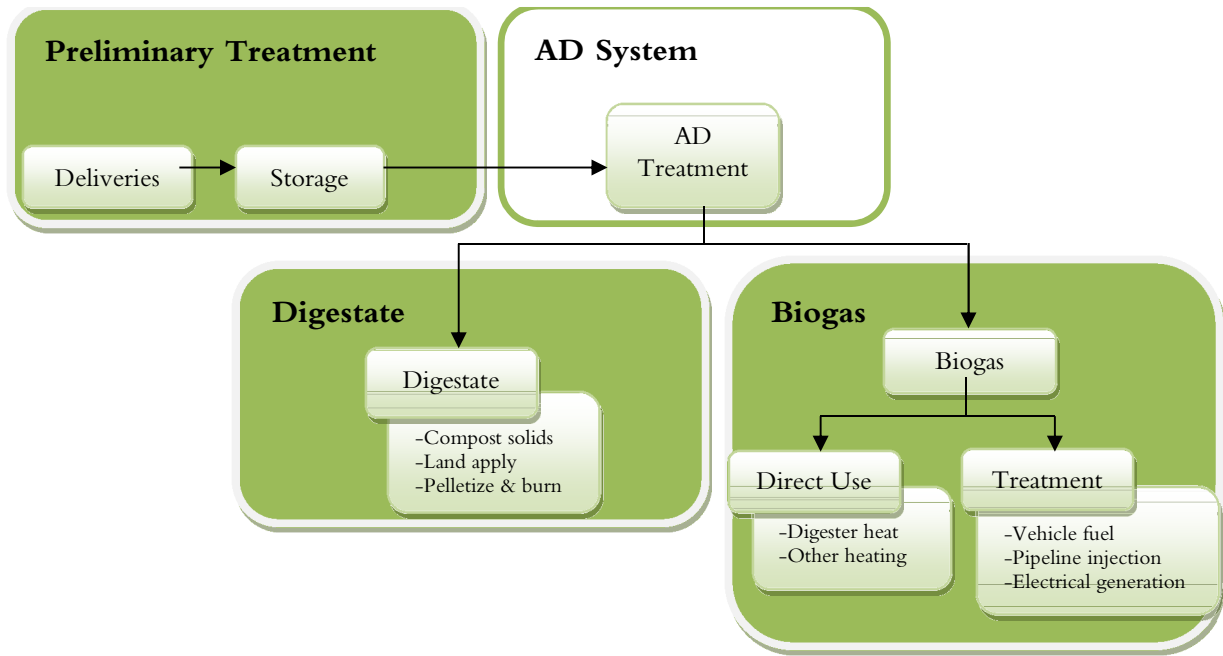 Preliminary Treatment
Deliveries
Storage
AD System
AD
Treatment
Digestate
Digestate
-Compost solids
-Land apply
-Pelletize & burn
Biogas
Biogas
Direct Use
-Digester heat
-Other heating
Treatment
-Vehicle fuel
-Pipeline injection
-Electrical generation